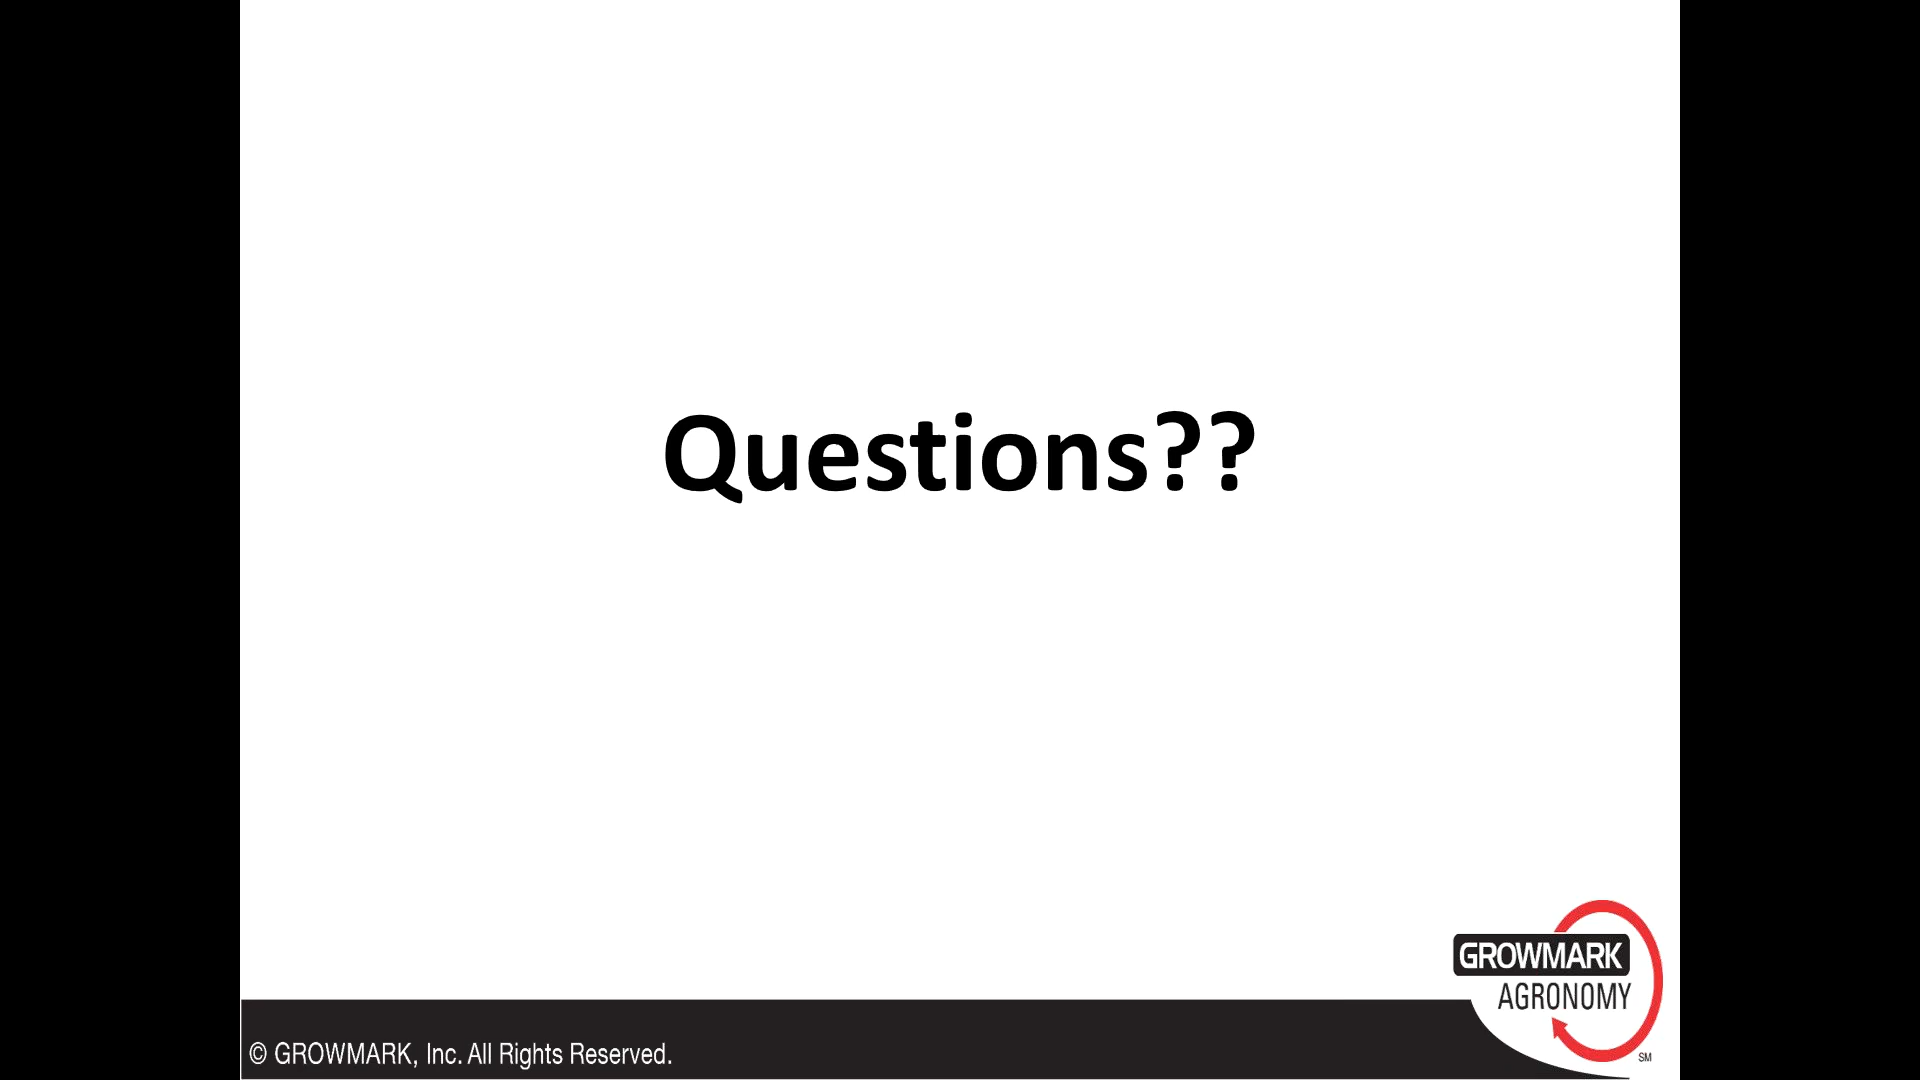 Questions??
GROWMARK
AGRONOMY
© GROWMARK, Inc. All Rights Reserved.
SM